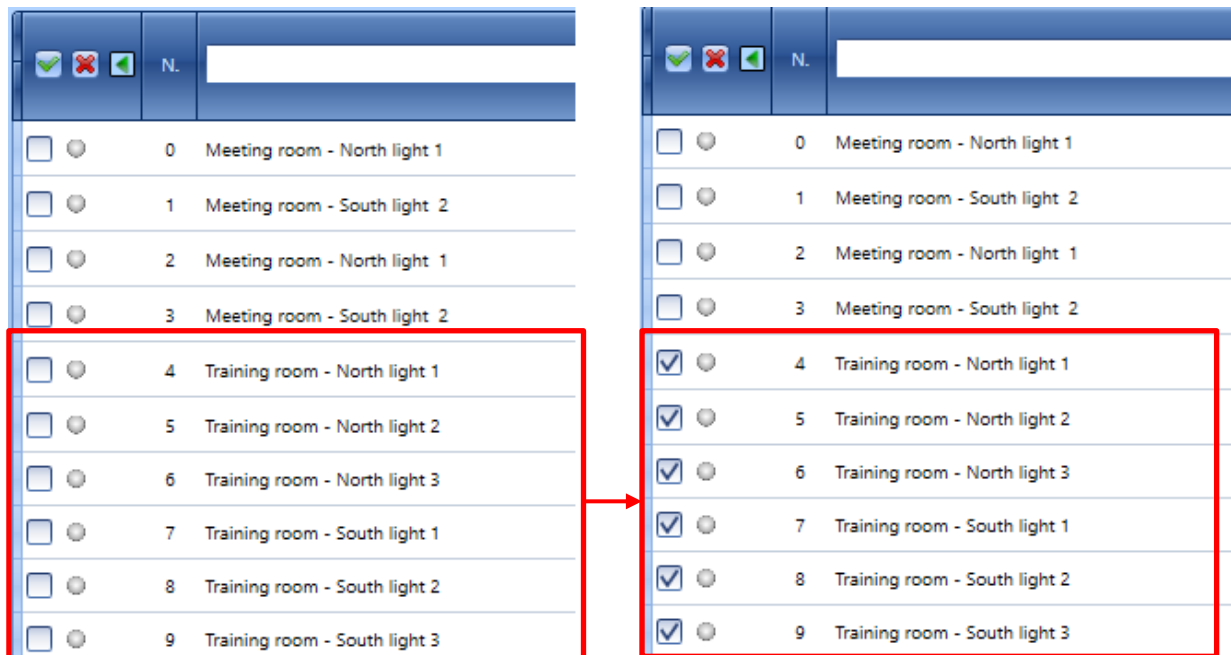 N.
0 Meeting room - North light 1
1 Meeting room - South light 2
2 Meeting room - North light 1
3 Meeting room - South light 2
4 Training room - North light 1
5 Training room - North light 2
6 Training room - North light 3
7 Training room - South light 1
8 Training room - South light 2
9 Training room - South light 3
N.
0 Meeting room - North light 1
1 Meeting room - South light 2
2 Meeting room - North light 1
3 Meeting room - South light 2
4 Training room - North light 1
5 Training room - North light 2
6 Training room - North light 3
7 Training room - South light 1
8 Training room - South light 2
9 Training room - South light 3